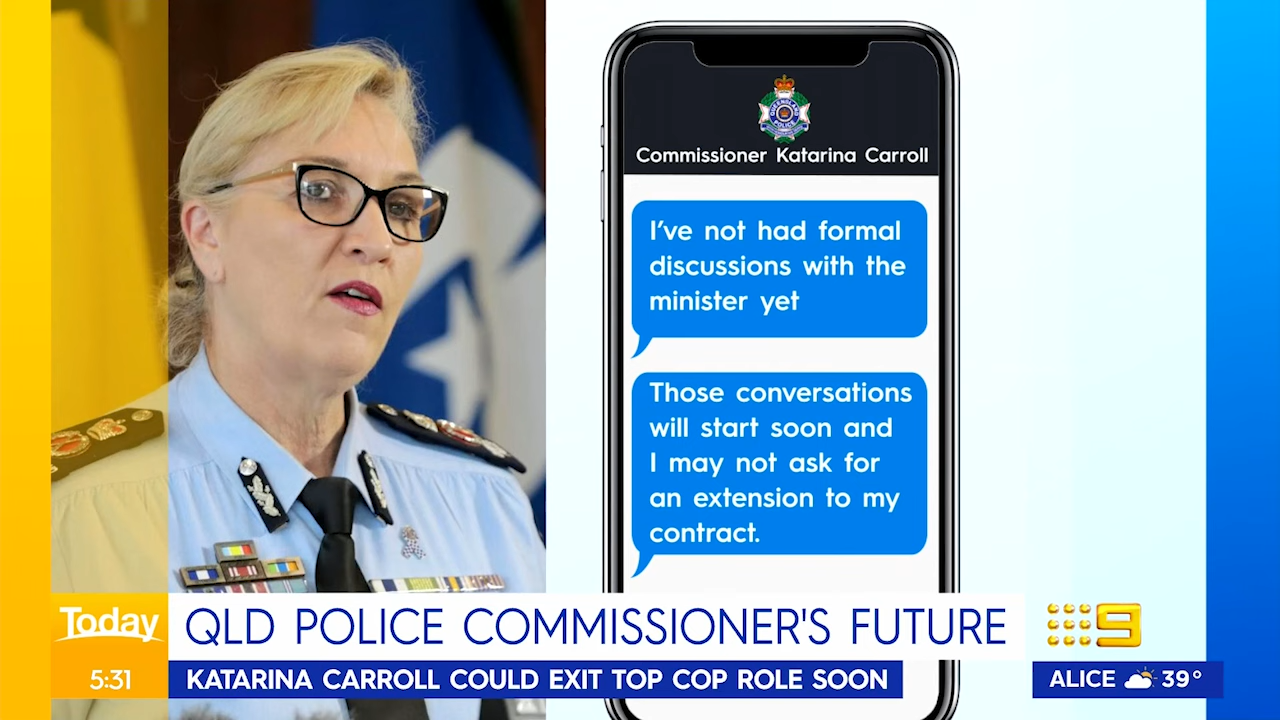 QUEENSLAND
POLICE
Commissioner Katarina Carroll
I've not had formal
discussions with the
minister yet
Those conversations
will start soon and
I may not ask for
an extension to my
contract.
Today
QLD POLICE COMMISSIONER'S FUTURE
9
5:31
KATARINA CARROLL COULD EXIT TOP COP ROLE SOON
ALICE 39°